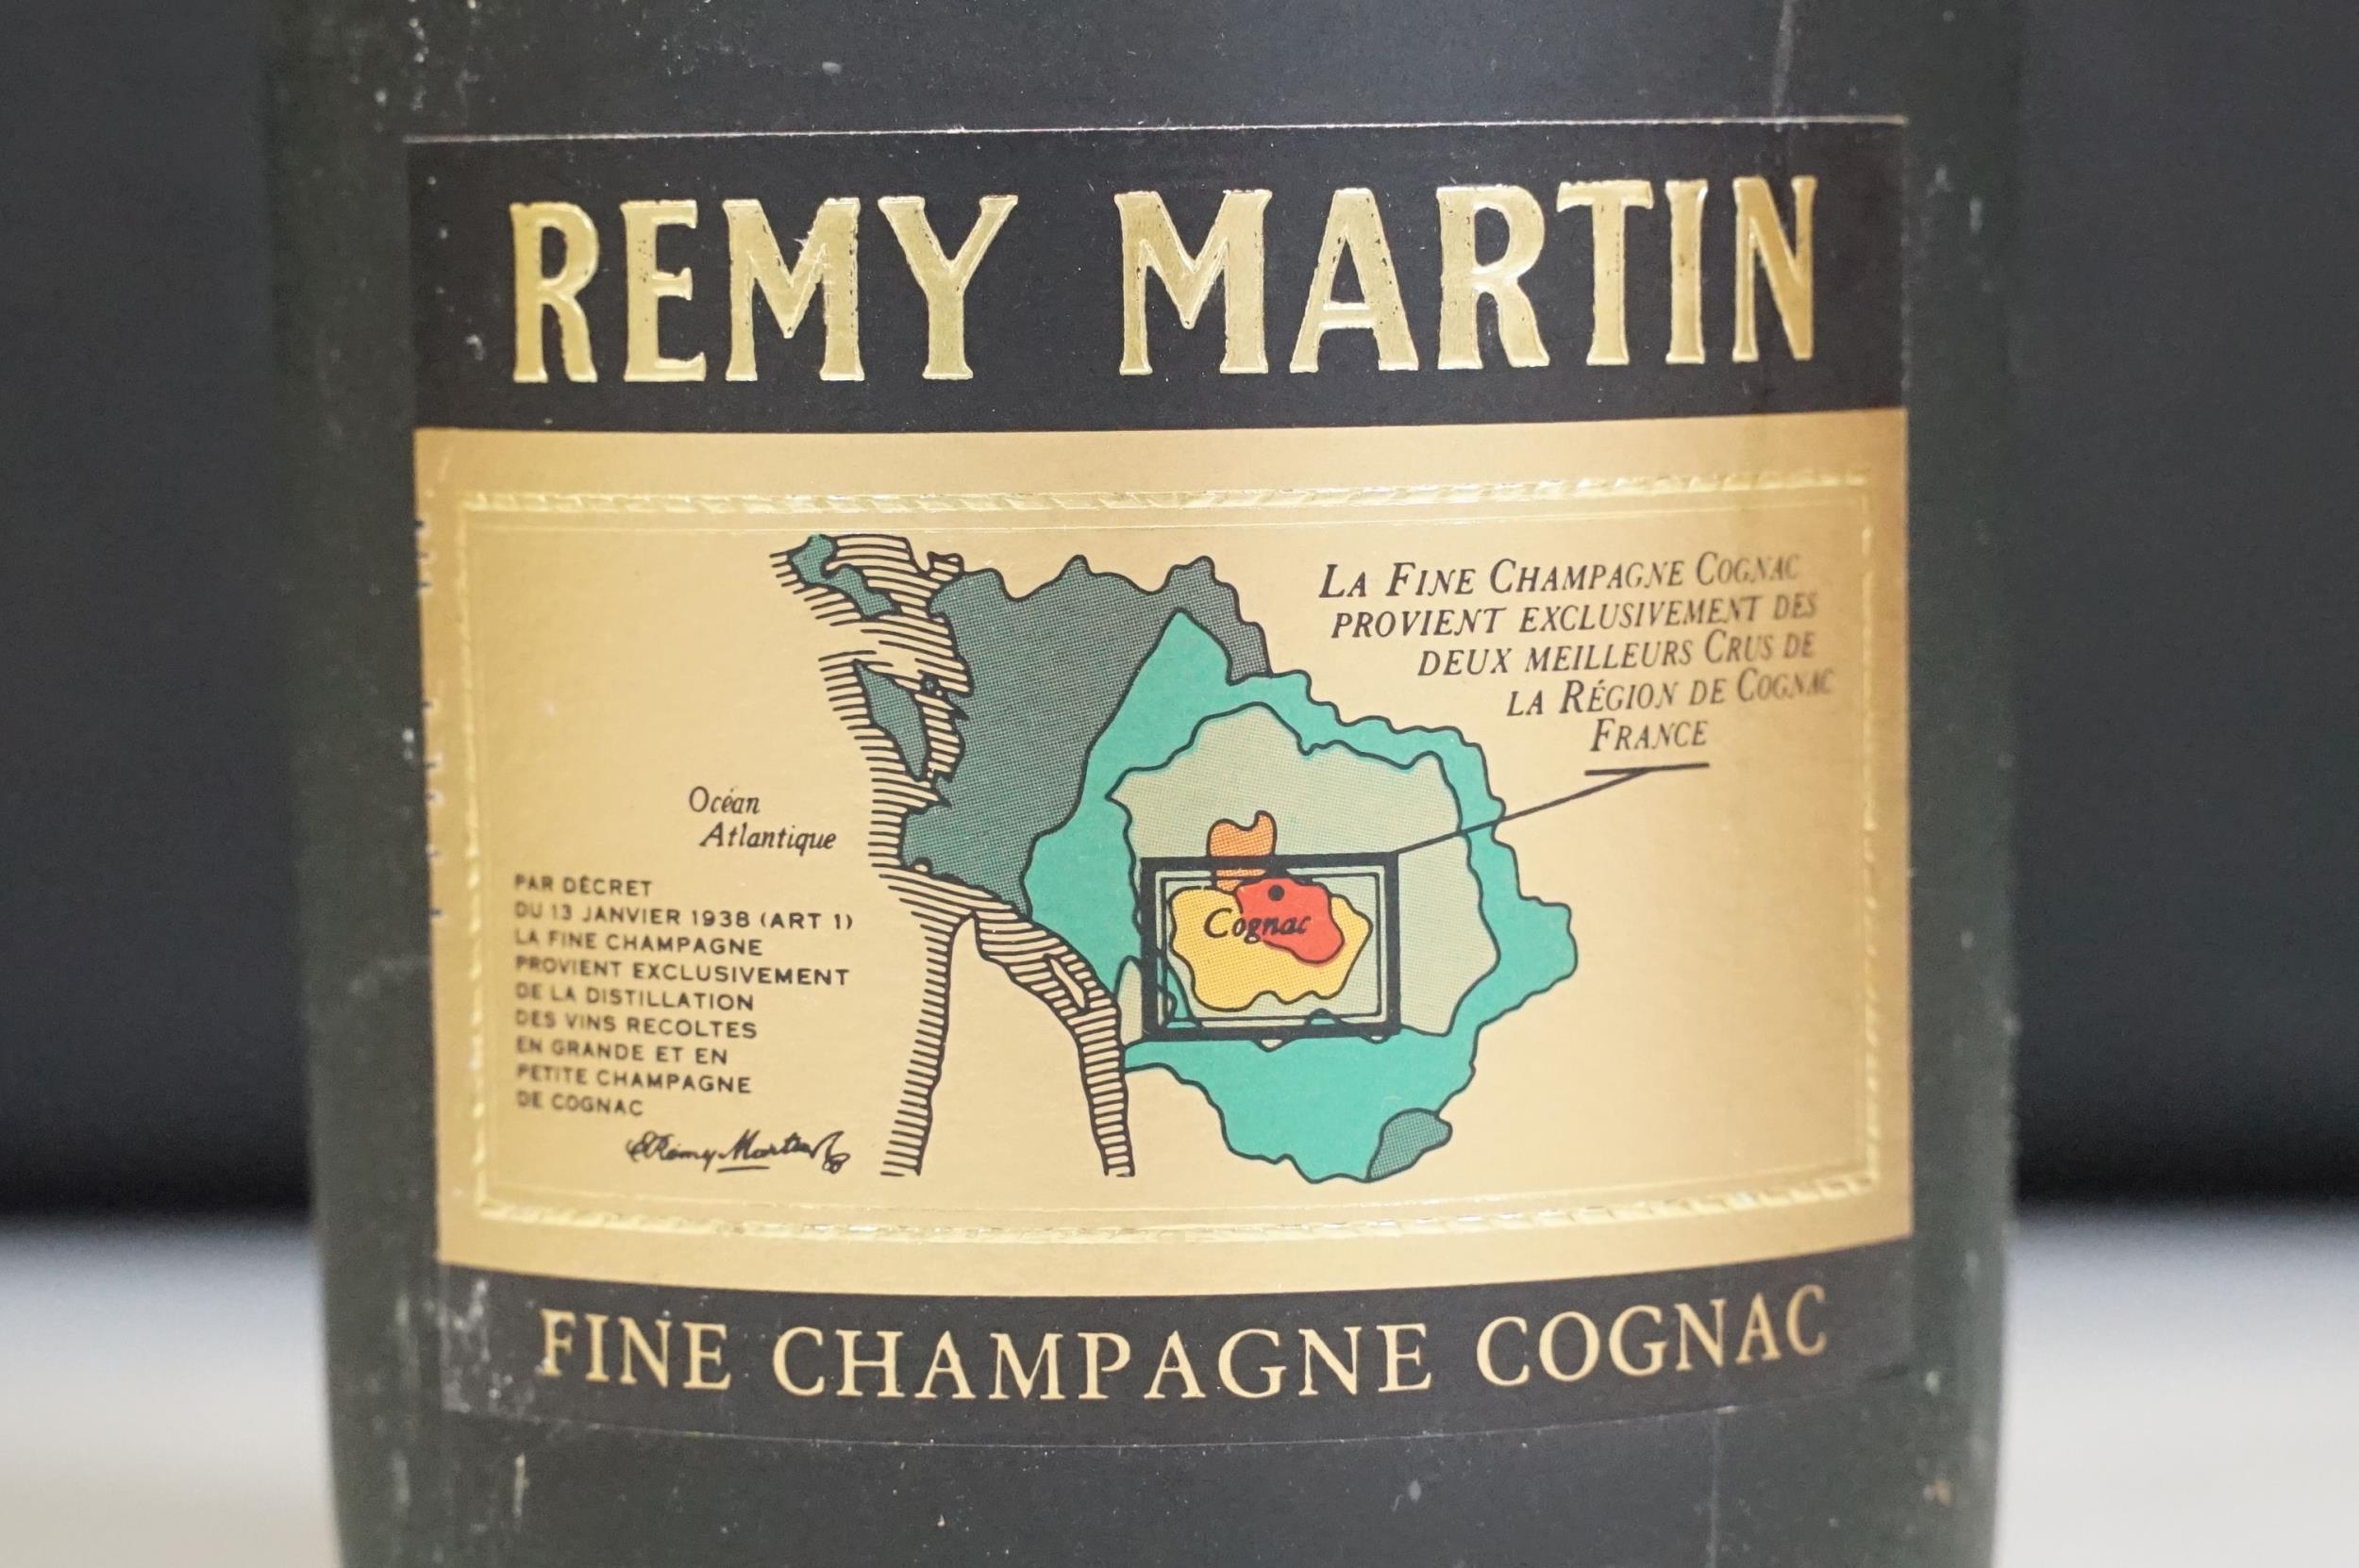 REMY MARTIN
LA FINE CHAMPAGNE COGNAC
PROVIENT EXCLUSIVEMENT DES
DEUX MEILLEURS CRUS DE
LA RÉGION DE COGNAC
FRANCE
Océan
Atlantique
Cognac
PAR DÉCRET
DU 13 JANVIER 1938 (ART 1)
LA FINE CHAMPAGNE
PROVIENT EXCLUSIVEMENT
DE LA DISTILLATION
DES VINS RECOLTES
EN GRANDE ET EN
PETITE CHAMPAGNE
DE COGNAC
Rémy Martin
FINE CHAMPAGNE COGNAC